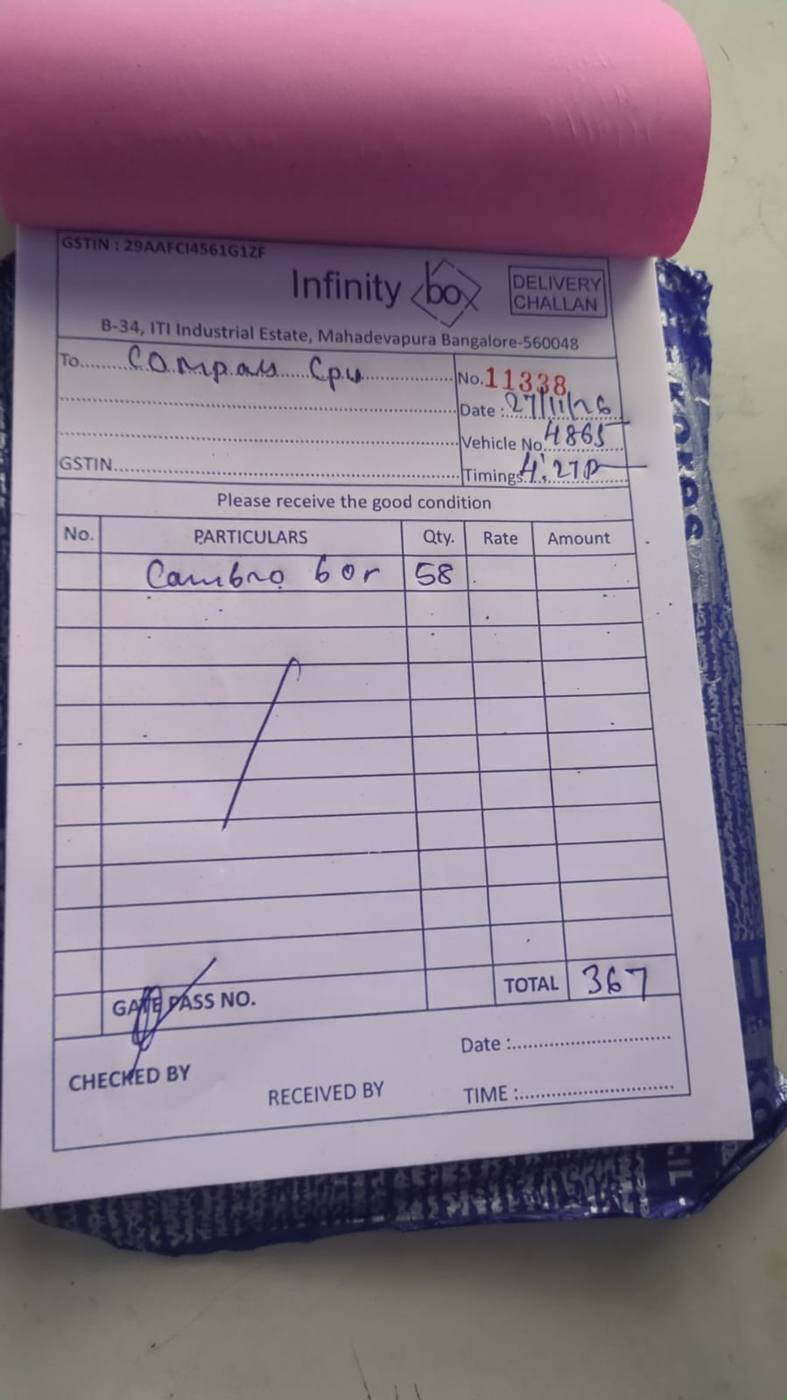 GSTIN : 29AAFCI4561G1ZF
Infinity box
DELIVERY
CHALLAN
B-34, ITI Industrial Estate, Mahadevapura Bangalore-560048
To Compass Cpu
No. 11338
Date : 27/11/26
Vehicle No. 4865
GSTIN
Timings 4:27P
Please receive the good condition
No. PARTICULARS Qty. Rate Amount
Cambro bor 58
GATE PASS NO.
TOTAL 367
Date :
CHECKED BY
RECEIVED BY
TIME :